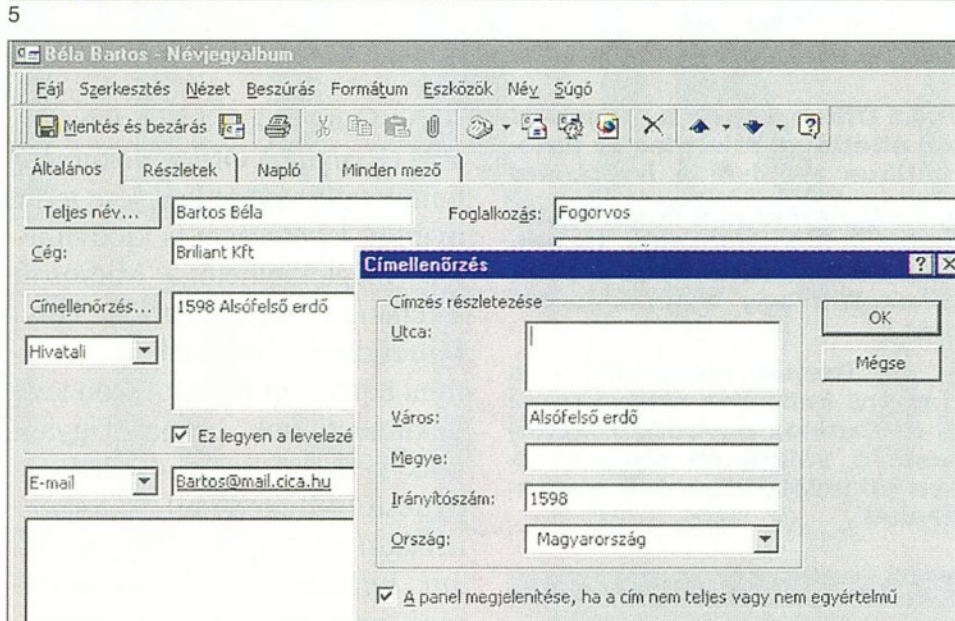 5
Béla Bartos - Névjegyalbum
Fájl Szerkesztés Nézet Beszúrás Formátum Eszközök Név Súgó
Mentés és bezárás
Általános Részletek Napló Minden mező
Teljes név... Bartos Béla Foglalkozás: Fogorvos
Cég: Briliant Kft
Címellenőrzés
Címellenőrzés... 1598 Alsófelső erdő
Címzés részletezése
OK
Utca:
Hivatali
Mégse
Város: Alsófelső erdő
Ez legyen a levelezé
Megye:
E-mail Bartos@mail.cica.hu
Irányítószám: 1598
Ország: Magyarország
A panel megjelenítése, ha a cím nem teljes vagy nem egyértelmű